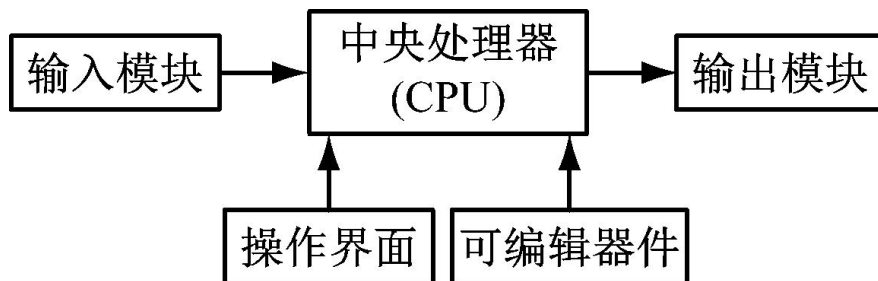 输入模块
中央处理器
(CPU)
输出模块
操作界面
可编辑器件